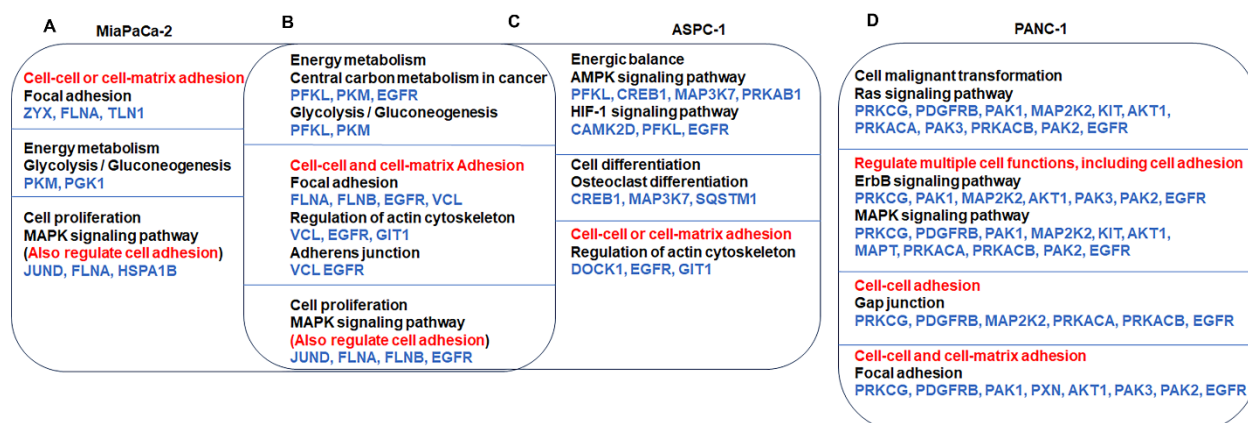 A
MiaPaCa-2
Cell-cell or cell-matrix adhesion
Focal adhesion
ZYX, FLNA, TLN1
Energy metabolism
Glycolysis / Gluconeogenesis
PKM, PGK1
Cell proliferation
MAPK signaling pathway
(Also regulate cell adhesion)
JUND, FLNA, HSPA1B
B
Energy metabolism
Central carbon metabolism in cancer
PFKL, PKM, EGFR
Glycolysis / Gluconeogenesis
PFKL, PKM
Cell-cell and cell-matrix Adhesion
Focal adhesion
FLNA, FLNB, EGFR, VCL
Regulation of actin cytoskeleton
VCL, EGFR, GIT1
Adherens junction
VCL EGFR
Cell proliferation
MAPK signaling pathway
(Also regulate cell adhesion)
JUND, FLNA, FLNB, EGFR
C
ASPC-1
Energic balance
AMPK signaling pathway
PFKL, CREB1, MAP3K7, PRKAB1
HIF-1 signaling pathway
CAMK2D, PFKL, EGFR
Cell differentiation
Osteoclast differentiation
CREB1, MAP3K7, SQSTM1
Cell-cell or cell-matrix adhesion
Regulation of actin cytoskeleton
DOCK1, EGFR, GIT1
D
PANC-1
Cell malignant transformation
Ras signaling pathway
PRKCG, PDGFRB, PAK1, MAP2K2, KIT, AKT1,
PRKACA, PAK3, PRKACB, PAK2, EGFR
Regulate multiple cell functions, including cell adhesion
ErbB signaling pathway
PRKCG, PAK1, MAP2K2, AKT1, PAK3, PAK2, EGFR
MAPK signaling pathway
PRKCG, PDGFRB, PAK1, MAP2K2, KIT, AKT1,
MAPT, PRKACA, PRKACB, PAK2, EGFR
Cell-cell adhesion
Gap junction
PRKCG, PDGFRB, MAP2K2, PRKACA, PRKACB, EGFR
Cell-cell and cell-matrix adhesion
Focal adhesion
PRKCG, PDGFRB, PAK1, PXN, AKT1, PAK3, PAK2, EGFR